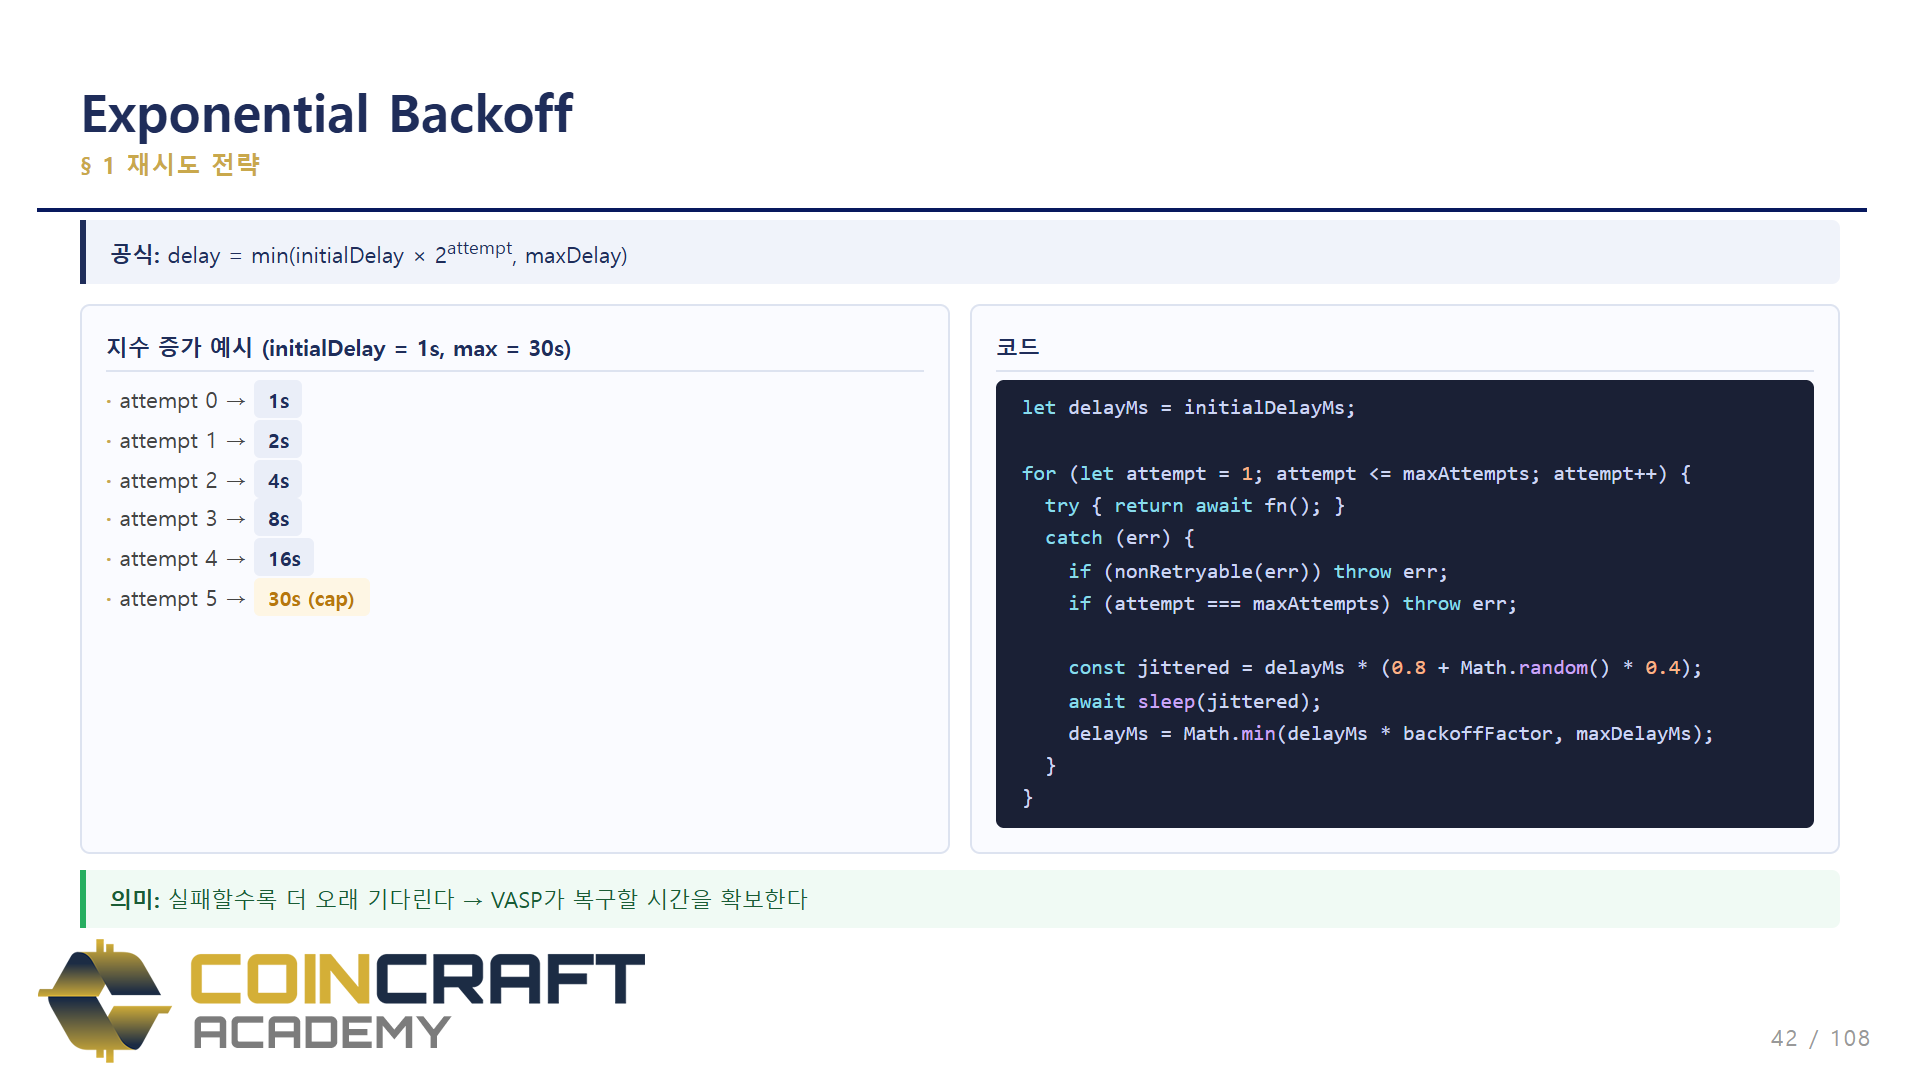 Exponential Backoff
§ 1 재시도 전략
공식: delay = min(initialDelay × 2^attempt, maxDelay)
지수 증가 예시 (initialDelay = 1s, max = 30s)
· attempt 0 → 1s
· attempt 1 → 2s
· attempt 2 → 4s
· attempt 3 → 8s
· attempt 4 → 16s
· attempt 5 → 30s (cap)
코드
let delayMs = initialDelayMs;
for (let attempt = 1; attempt <= maxAttempts; attempt++) {
  try { return await fn(); }
  catch (err) {
    if (nonRetryable(err)) throw err;
    if (attempt === maxAttempts) throw err;
    const jittered = delayMs * (0.8 + Math.random() * 0.4);
    await sleep(jittered);
    delayMs = Math.min(delayMs * backoffFactor, maxDelayMs);
  }
}
의미: 실패할수록 더 오래 기다린다 → VASP가 복구할 시간을 확보한다
COINCRAFT
ACADEMY
42 / 108